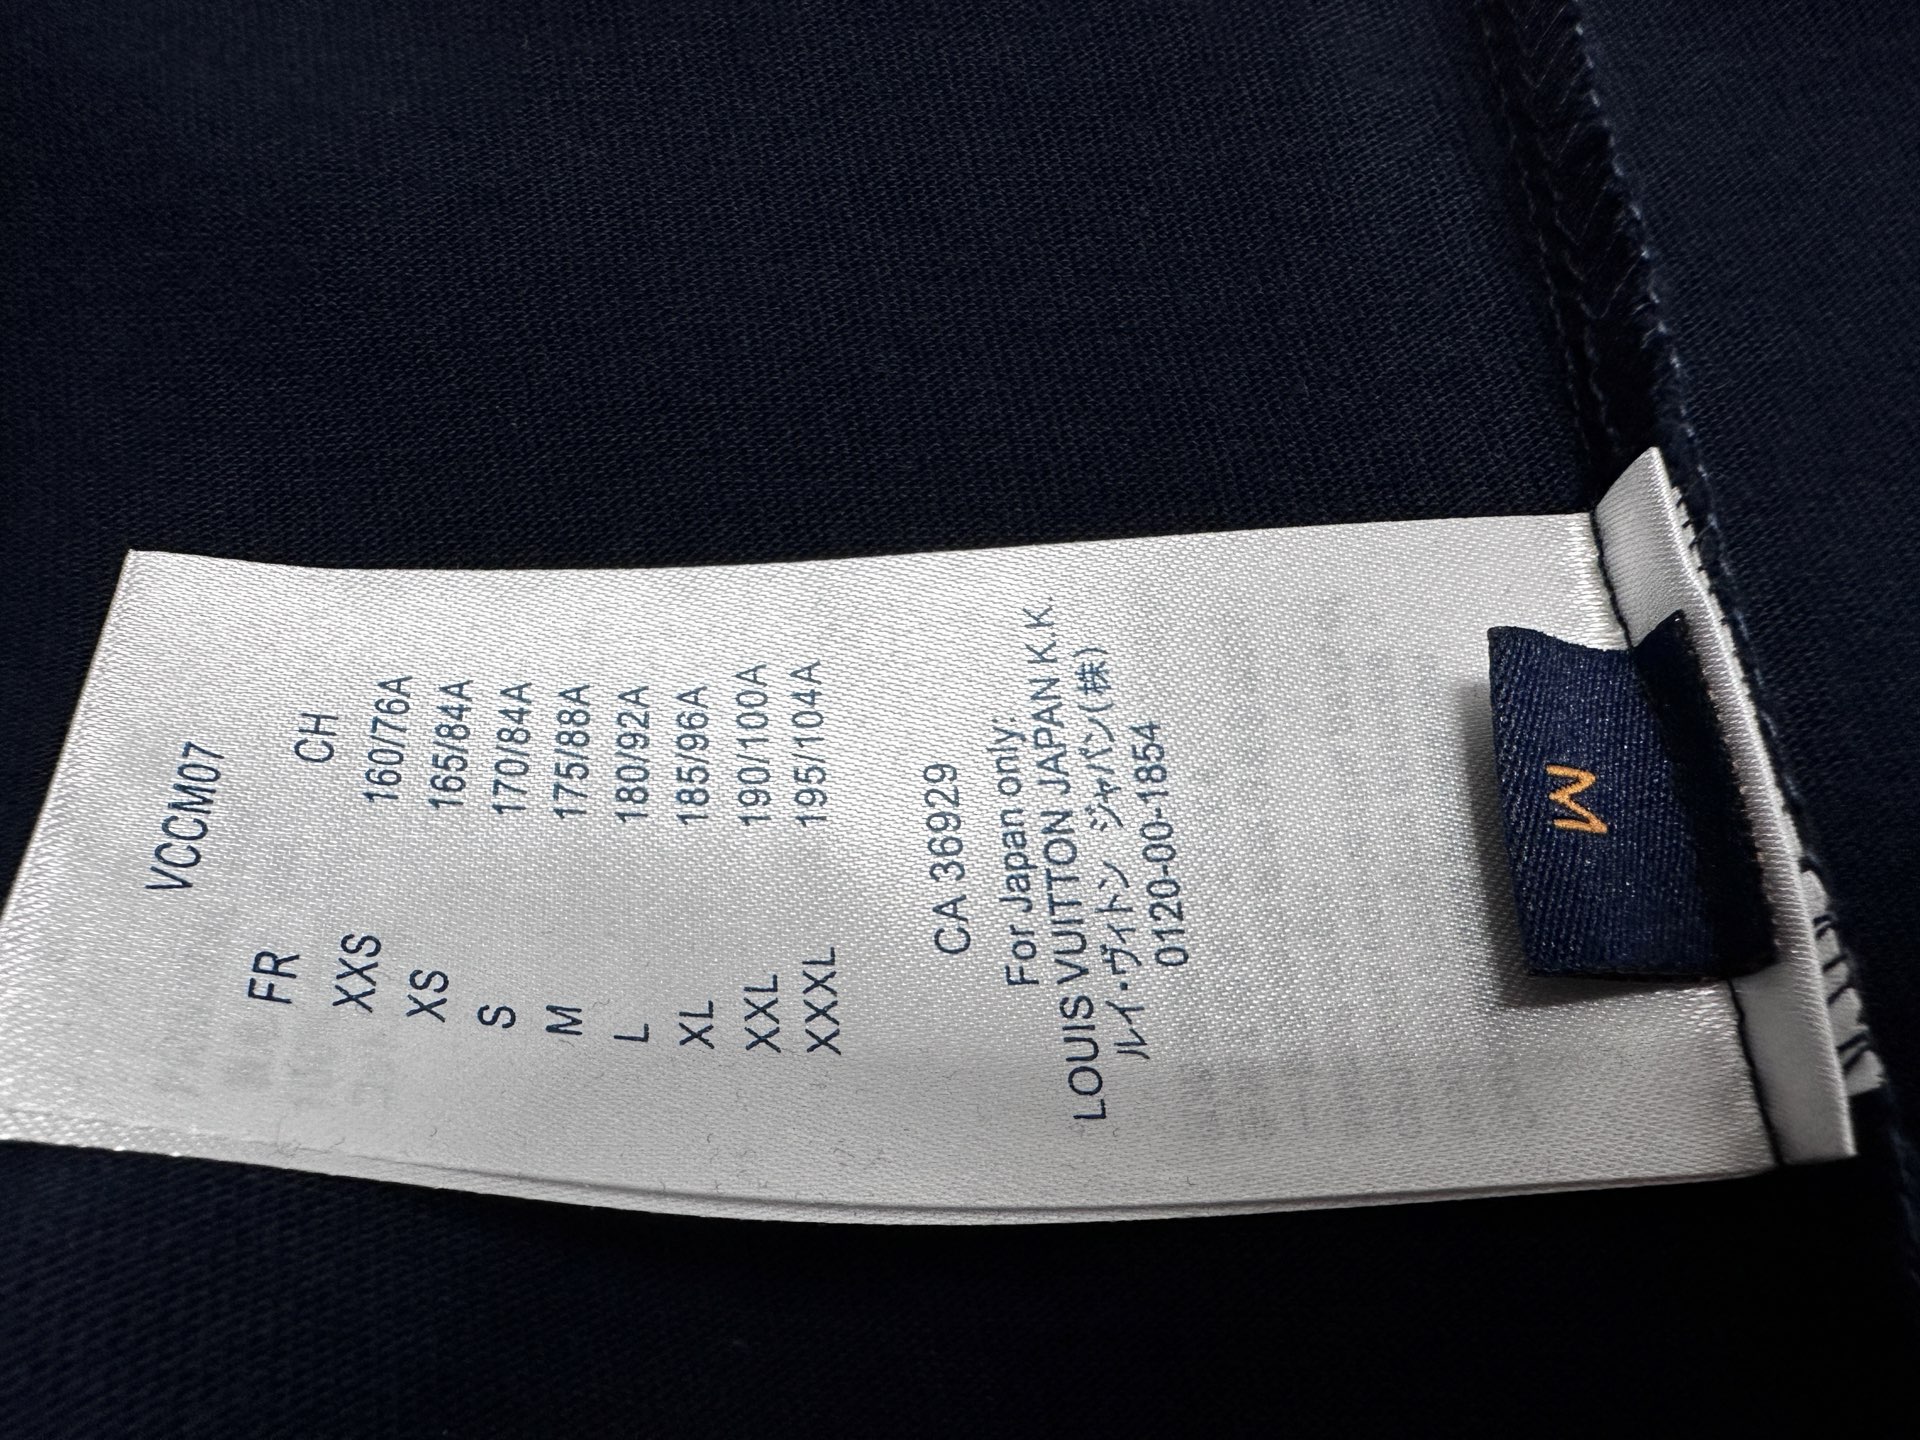 VCCM07
FR CH
XXS 160/76A
XS 165/84A
S 170/84A
M 175/88A
L 180/92A
XL 185/96A
XXL 190/100A
XXXL 195/104A
CA 36929
For Japan only:
LOUIS VUITTON JAPAN K.K.
ルイ・ヴィトン ジャパン(株)
0120-00-1854
M